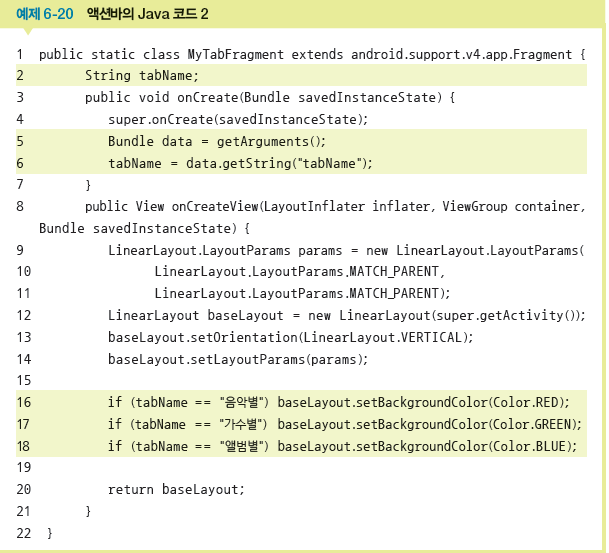 예제 6-20 액션바의 Java 코드 2
1 public static class MyTabFragment extends android.support.v4.app.Fragment {
2 String tabName;
3 public void onCreate(Bundle savedInstanceState) {
4 super.onCreate(savedInstanceState);
5 Bundle data = getArguments();
6 tabName = data.getString("tabName");
7 }
8 public View onCreateView(LayoutInflater inflater, ViewGroup container,
Bundle savedInstanceState) {
9 LinearLayout.LayoutParams params = new LinearLayout.LayoutParams(
10 LinearLayout.LayoutParams.MATCH_PARENT,
11 LinearLayout.LayoutParams.MATCH_PARENT);
12 LinearLayout baseLayout = new LinearLayout(super.getActivity());
13 baseLayout.setOrientation(LinearLayout.VERTICAL);
14 baseLayout.setLayoutParams(params);
15
16 if (tabName == "음악별") baseLayout.setBackgroundColor(Color.RED);
17 if (tabName == "가수별") baseLayout.setBackgroundColor(Color.GREEN);
18 if (tabName == "앨범별") baseLayout.setBackgroundColor(Color.BLUE);
19
20 return baseLayout;
21 }
22 }